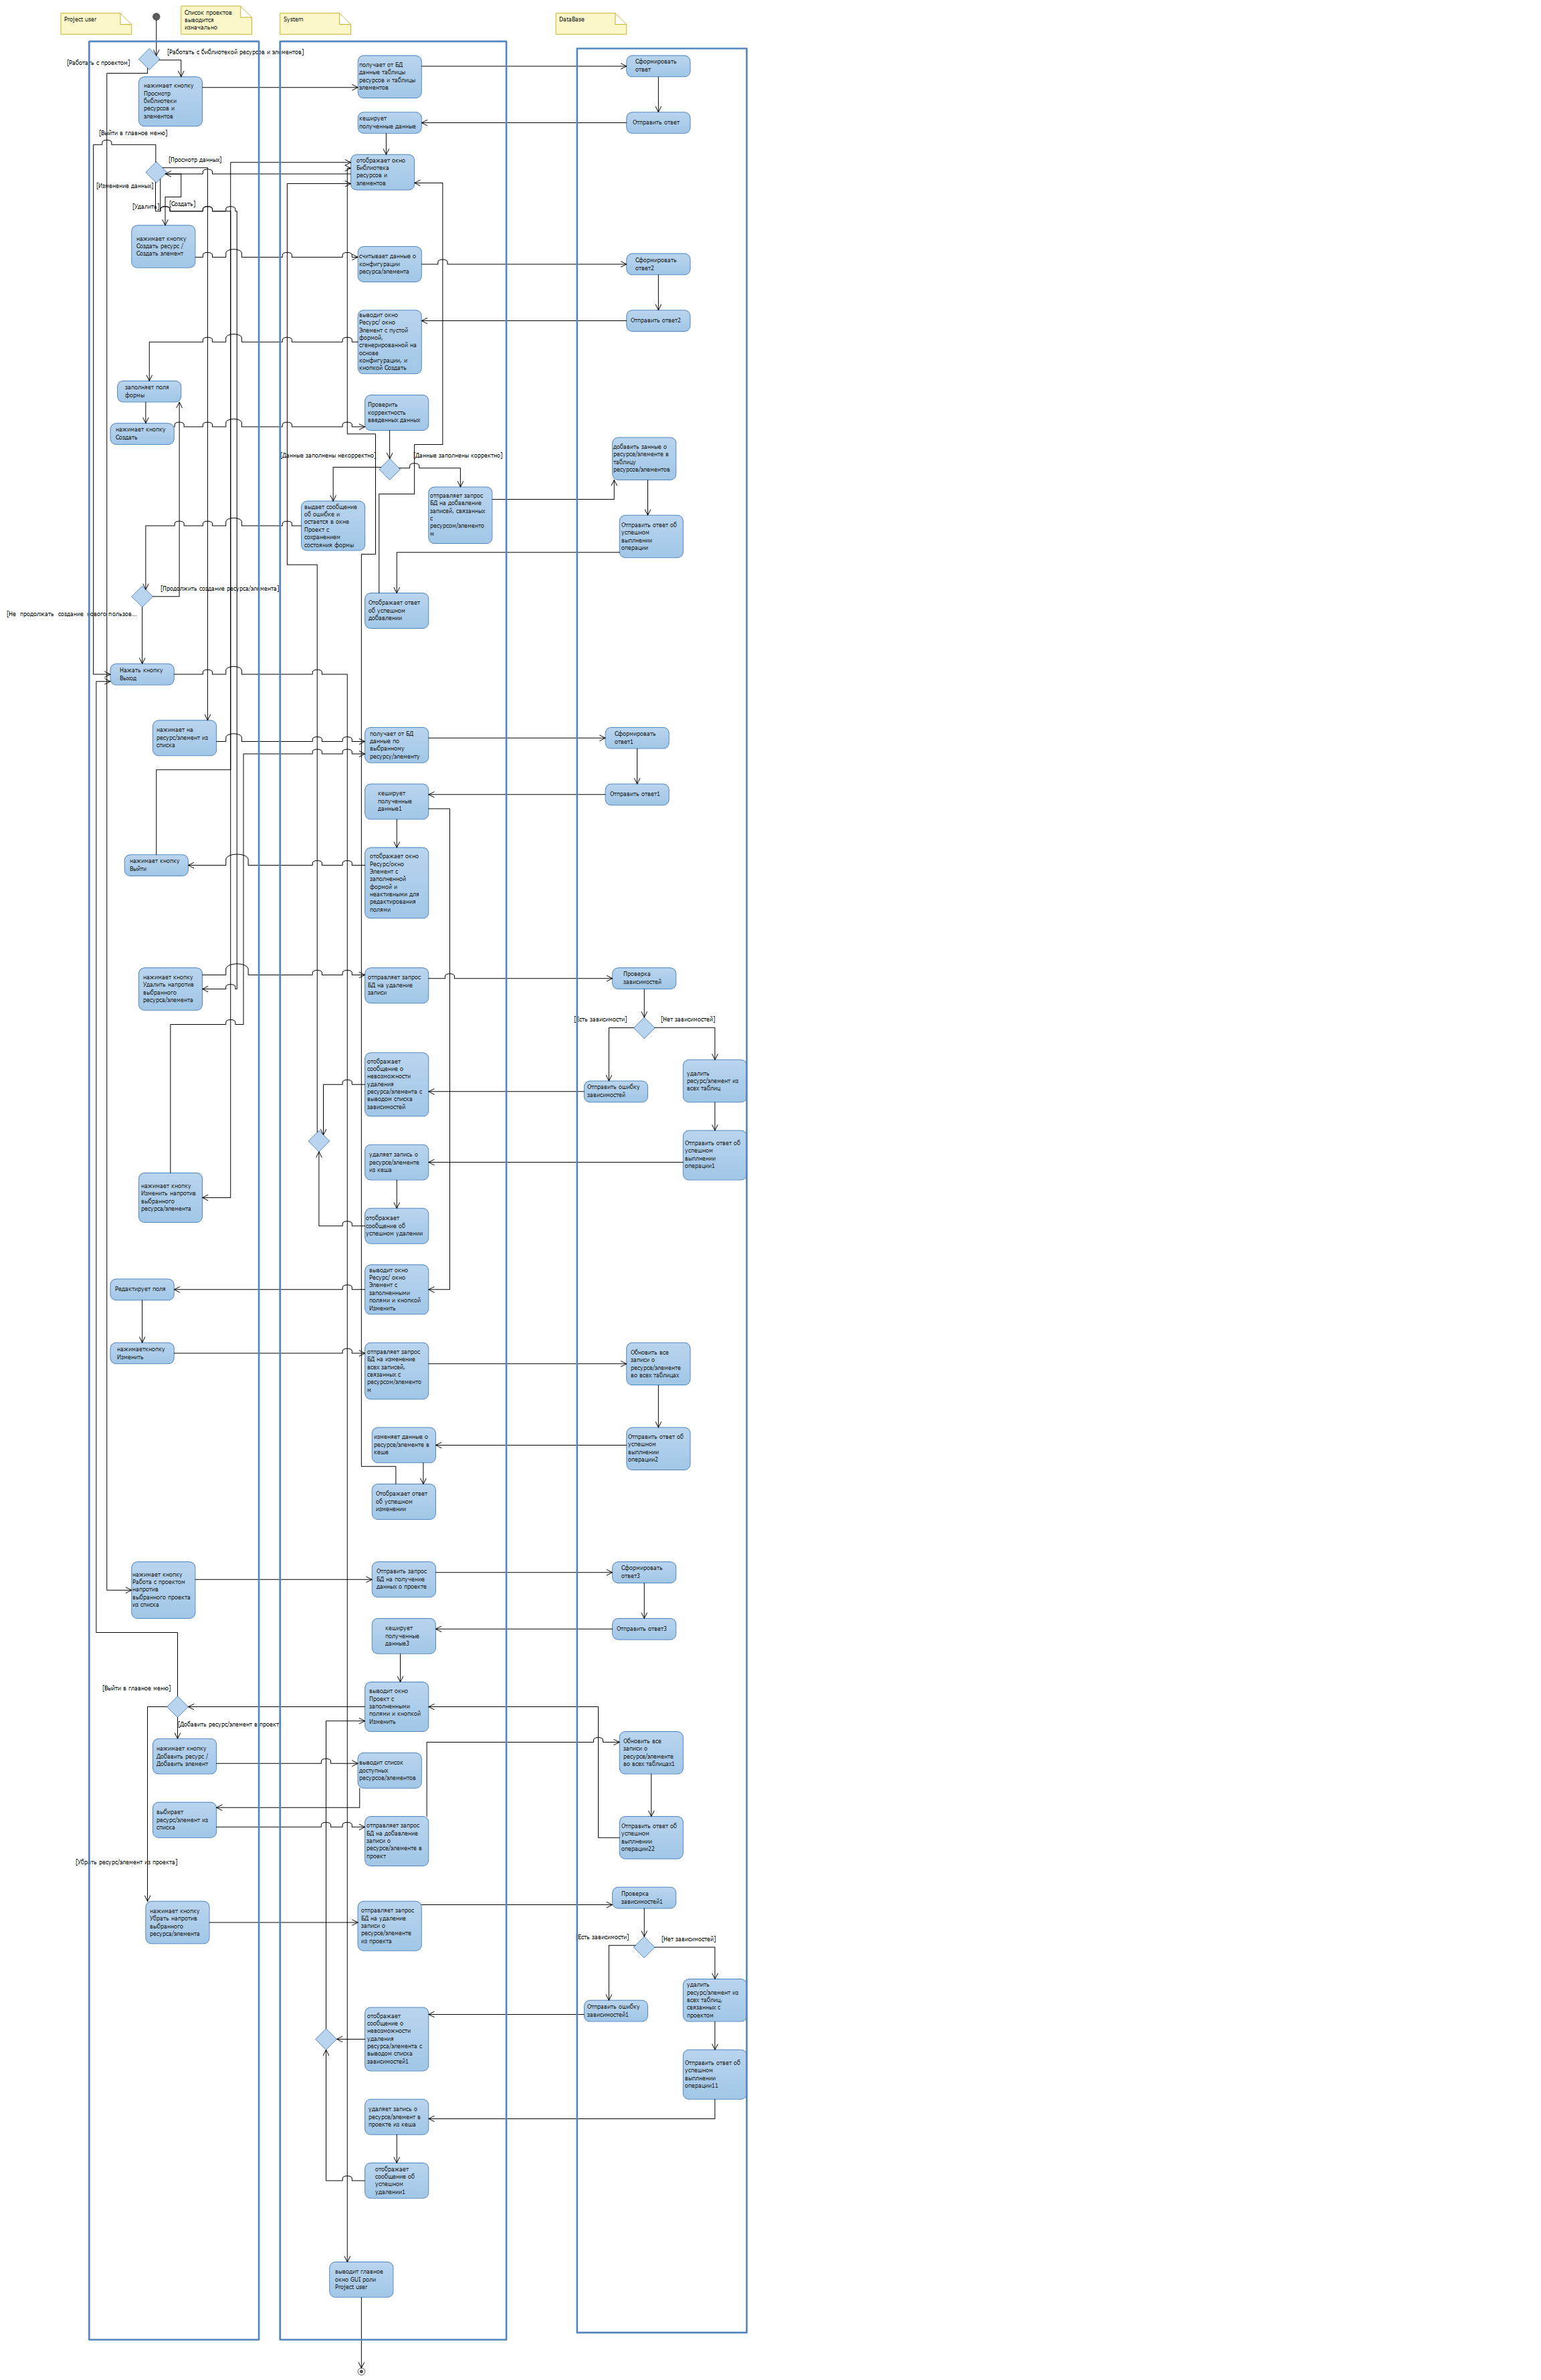 Project user
Список проектов
выводится
изначально
System
DataBase
[Работать с библиотекой ресурсов и элементов]
[Работать с проектом]
нажимает кнопку
Просмотр
библиотеки
ресурсов и
элементов
получает от БД
данные таблицы
ресурсов и таблицы
элементов
Сформировать
ответ
кеширует
полученные данные
Отправить ответ
[Выйти в главное меню]
[Просмотр данных]
отображает окно
Библиотека
ресурсов и
элементов
[Изменение данных]
[Удалить]
[Создать]
нажимает кнопку
Создать ресурс /
Создать элемент
считывает данные о
конфигурации
ресурса/элемента
Сформировать
ответ2
выводит окно
Ресурс/ окно
Элемент с пустой
формой,
сгенерированной на
основе
конфигурации, и
кнопкой Создать
Отправить ответ2
заполняет поля
формы
Проверить
корректность
введенных данных
нажимает кнопку
Создать
[Данные заполнены некорректно]
[Данные заполнены корректно]
добавить занные о
ресурсе/элементе в
таблицу
ресурсов/элементов
выдает сообщение
об ошибке и
остается в окне
Проект с
сохранением
состояния формы
отправляет запрос
БД на добавление
записей, связанных
с
ресурсом/элементо
м
Отправить ответ об
успешном
выплнении
операции
[Продолжить создание ресурса/элемента]
[Не  продолжать  создание  нового пользов...
Отображает ответ
об успешном
добавлении
Нажать кнопку
Выход
нажимает на
ресурс/элемент из
списка
получает от БД
данные по
выбранному
ресурсу/элементу
Сформировать
ответ1
кеширует
полученные
данные1
Отправить ответ1
нажимает кнопку
Выйти
отображает окно
Ресурс/окно
Элемент с
заполненной
формой и
неактивными для
редактирования
полями
нажимает кнопку
Удалить напротив
выбранного
ресурса/элемента
отправляет запрос
БД на удаление
записи
Проверка
зависимостей
[Есть зависимости]
[Нет зависимостей]
отображает
сообщение о
невозможности
удаления
ресурса/элемента с
выводом списка
зависимостей
Отправить ошибку
зависимостей
удалить
ресурс/элемент из
всех таблиц
удаляет запись о
ресурсе/элементе
из кеша
Отправить ответ об
успешном
выплнении
операции1
нажимает кнопку
Изменить напротив
выбранного
ресурса/элемента
отображает
сообщение об
успешном удалении
Редактирует поля
выводит окно
Ресурс/ окно
Элемент с
заполненными
полями и кнопкой
Изменить
нажимаеткнопку
Изменить
отправляет запрос
БД на изменение
всех записей,
связанных с
ресурсом/элементо
м
Обновить все
записи о
ресурсе/элементе
во всех таблицах
изменяет данные о
ресурсе/элементе в
кеше
Отправить ответ об
успешном
выплнении
операции2
Отображает ответ
об успешном
изменении
нажимает кнопку
Работа с проектом
напротив
выбранного проекта
из списка
Отправить запрос
БД на получение
данных о проекте
Сформировать
ответ3
кеширует
полученные
данные3
Отправить ответ3
[Выйти в главное меню]
выводит окно
Проект с
заполненными
полями и кнопкой
Изменить
[Добавить ресурс/элемент в проект
нажимает кнопку
Добавить ресурс /
Добавить элемент
выводит список
доступных
ресурсов/элементов
Обновить все
записи о
ресурсе/элементе
во всех таблицах1
выбирает
ресурс/элемент из
списка
отправляет запрос
БД на добавление
записи о
ресурсе/элементе в
проект
Отправить ответ об
успешном
выплнении
операции22
[Убрать ресурс/элемент из проекта]
нажимает кнопку
Убрать напротив
выбранного
ресурса/элемента
отправляет запрос
БД на удаление
записи о
ресурсе/элементе
из проекта
Проверка
зависимостей1
Есть зависимости]
[Нет зависимостей]
отображает
сообщение о
невозможности
удаления
ресурса/элемента с
выводом списка
зависимостей1
Отправить ошибку
зависимостей1
удалить
ресурс/элемент из
всех таблиц,
связанных с
проектом
Отправить ответ об
успешном
выплнении
операции11
удаляет запись о
ресурсе/элемент в
проекте из кеша
отображает
сообщение об
успешном
удалении1
выводит главное
окно GUI роли
Project user